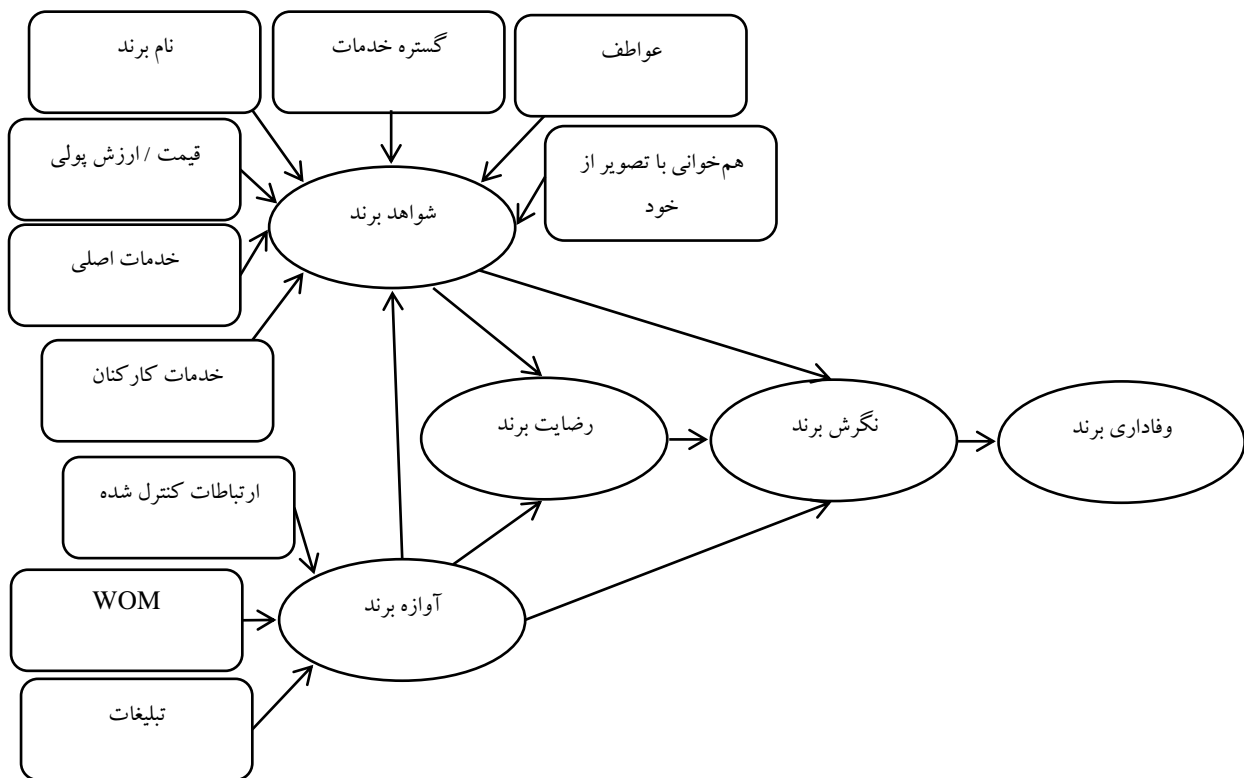 عواطف
گستره خدمات
نام برند
هم‌خوانی با تصویر از
خود
قیمت / ارزش پولی
شواهد برند
خدمات اصلی
خدمات کارکنان
وفاداری برند
نگرش برند
رضایت برند
ارتباطات کنترل شده
WOM
آوازه برند
تبلیغات